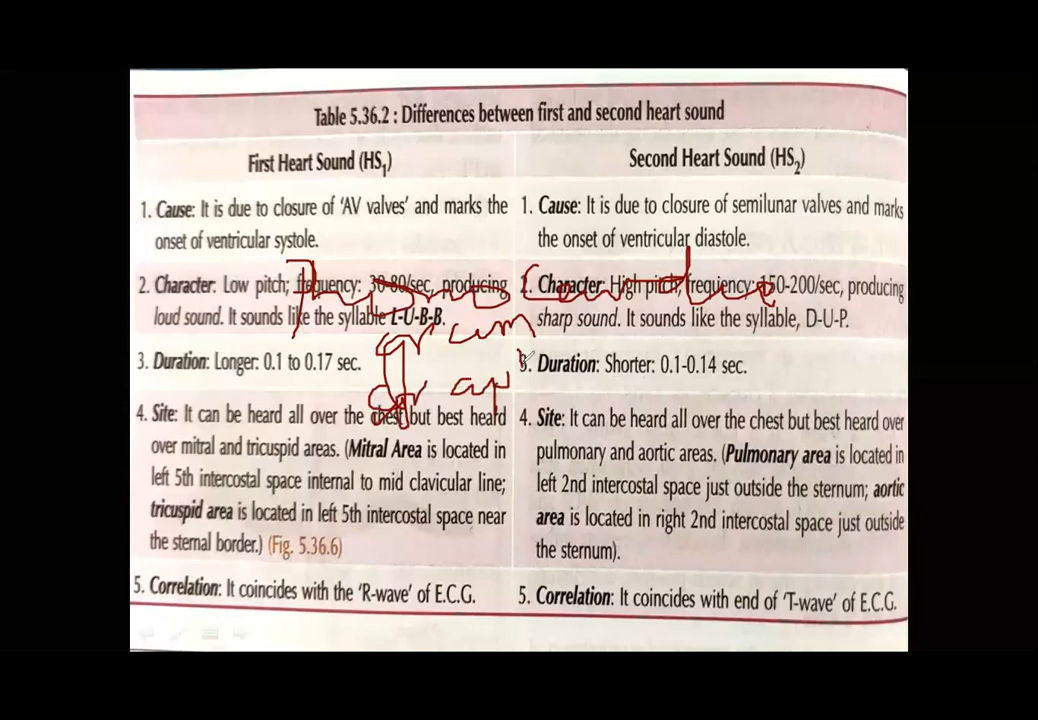 Table 5.36.2 : Differences between first and second heart sound
First Heart Sound (HS₁)
1. Cause: It is due to closure of 'AV valves' and marks the
onset of ventricular systole.
2. Character: Low pitch; frequency: 30-80/sec, producing
loud sound. It sounds like the syllable L-U-B-B.
3. Duration: Longer: 0.1 to 0.17 sec.
4. Site: It can be heard all over the chest but best heard
over mitral and tricuspid areas. (Mitral Area is located in
left 5th intercostal space internal to mid clavicular line;
tricuspid area is located in left 5th intercostal space near
the sternal border.) (Fig. 5.36.6)
5. Correlation: It coincides with the 'R-wave' of E.C.G.
Second Heart Sound (HS₂)
1. Cause: It is due to closure of semilunar valves and marks
the onset of ventricular diastole.
2. Character: High pitch; frequency: 150-200/sec, producing
sharp sound. It sounds like the syllable, D-U-P.
3. Duration: Shorter: 0.1-0.14 sec.
4. Site: It can be heard all over the chest but best heard over
pulmonary and aortic areas. (Pulmonary area is located in
left 2nd intercostal space just outside the sternum; aortic
area is located in right 2nd intercostal space just outside
the sternum).
5. Correlation: It coincides with end of 'T-wave' of E.C.G.